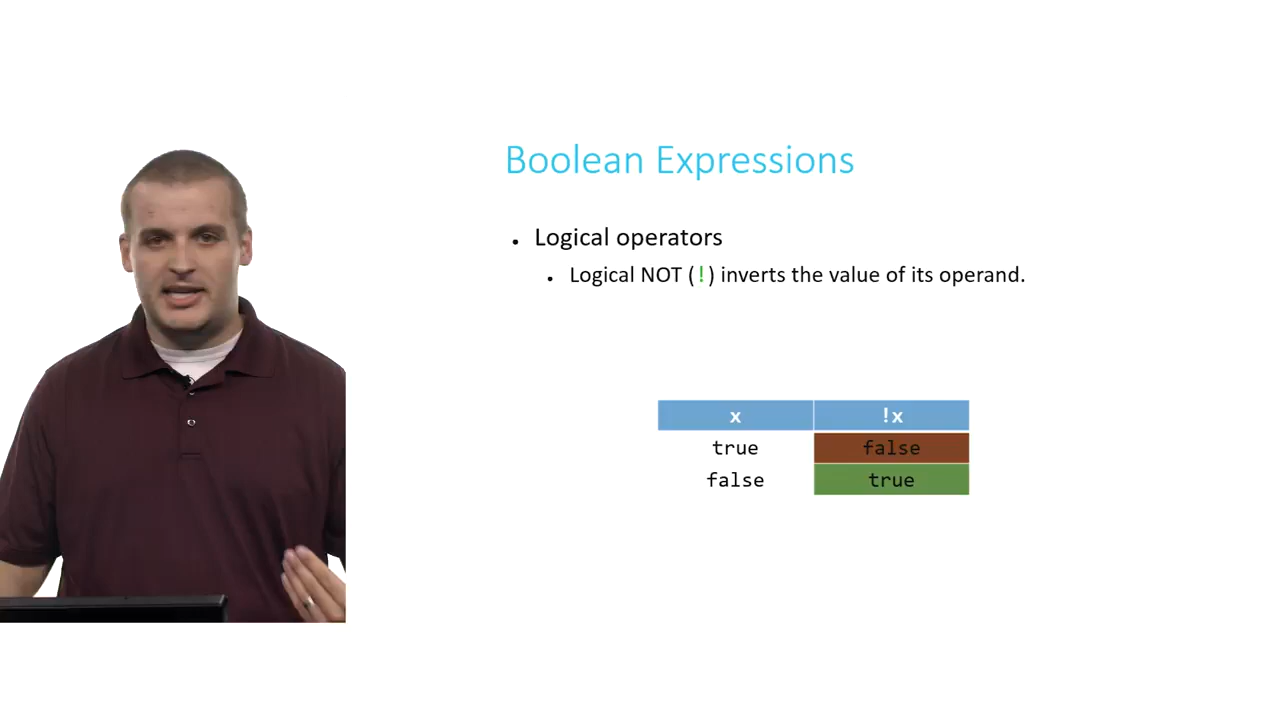 Boolean Expressions
• Logical operators
• Logical NOT (!) inverts the value of its operand.
x !x
true false
false true